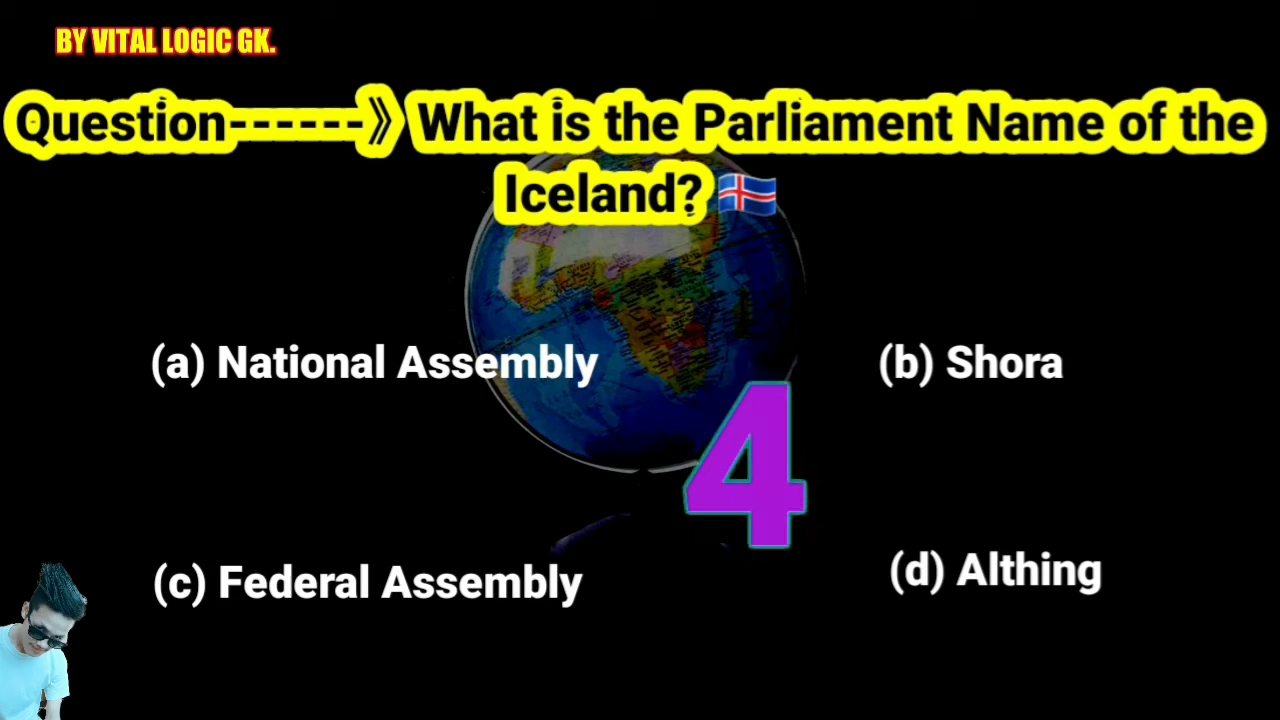 BY VITAL LOGIC GK.
Question------》What is the Parliament Name of the
Iceland? 🇮🇸
(a) National Assembly
(b) Shora
4
(c) Federal Assembly
(d) Althing